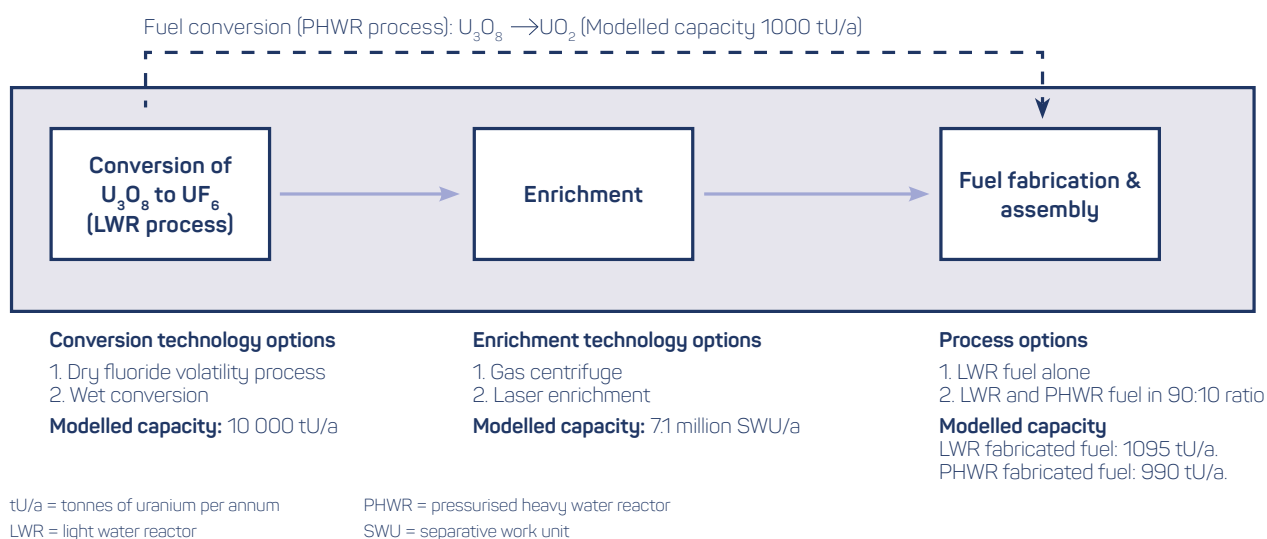 Fuel conversion (PHWR process): U₃O₈ →UO₂ (Modelled capacity 1000 tU/a)
Conversion of
U₃O₈ to UF₆
(LWR process)
Enrichment
Fuel fabrication &
assembly
Conversion technology options
1. Dry fluoride volatility process
2. Wet conversion
Modelled capacity: 10 000 tU/a
Enrichment technology options
1. Gas centrifuge
2. Laser enrichment
Modelled capacity: 7.1 million SWU/a
Process options
1. LWR fuel alone
2. LWR and PHWR fuel in 90:10 ratio
Modelled capacity
LWR fabricated fuel: 1095 tU/a.
PHWR fabricated fuel: 990 tU/a.
tU/a = tonnes of uranium per annum
LWR = light water reactor
PHWR = pressurised heavy water reactor
SWU = separative work unit